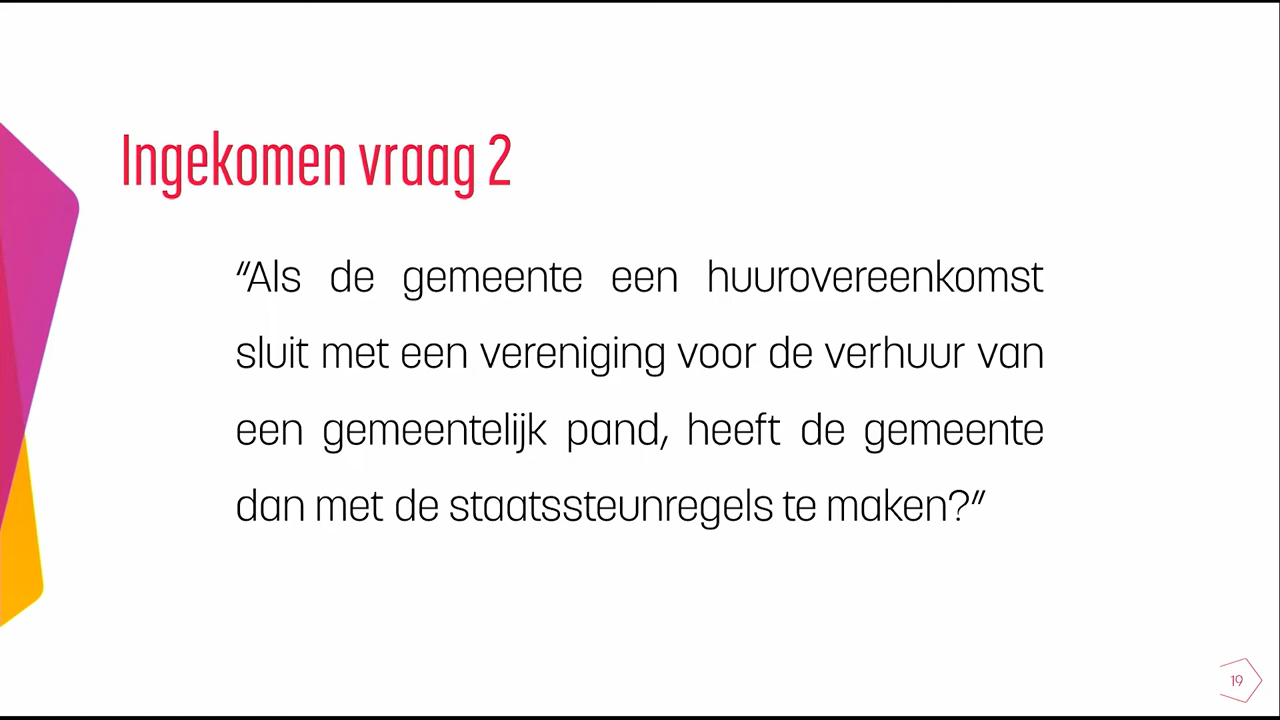 Ingekomen vraag 2
“Als de gemeente een huurovereenkomst
sluit met een vereniging voor de verhuur van
een gemeentelijk pand, heeft de gemeente
dan met de staatssteunregels te maken?”
19